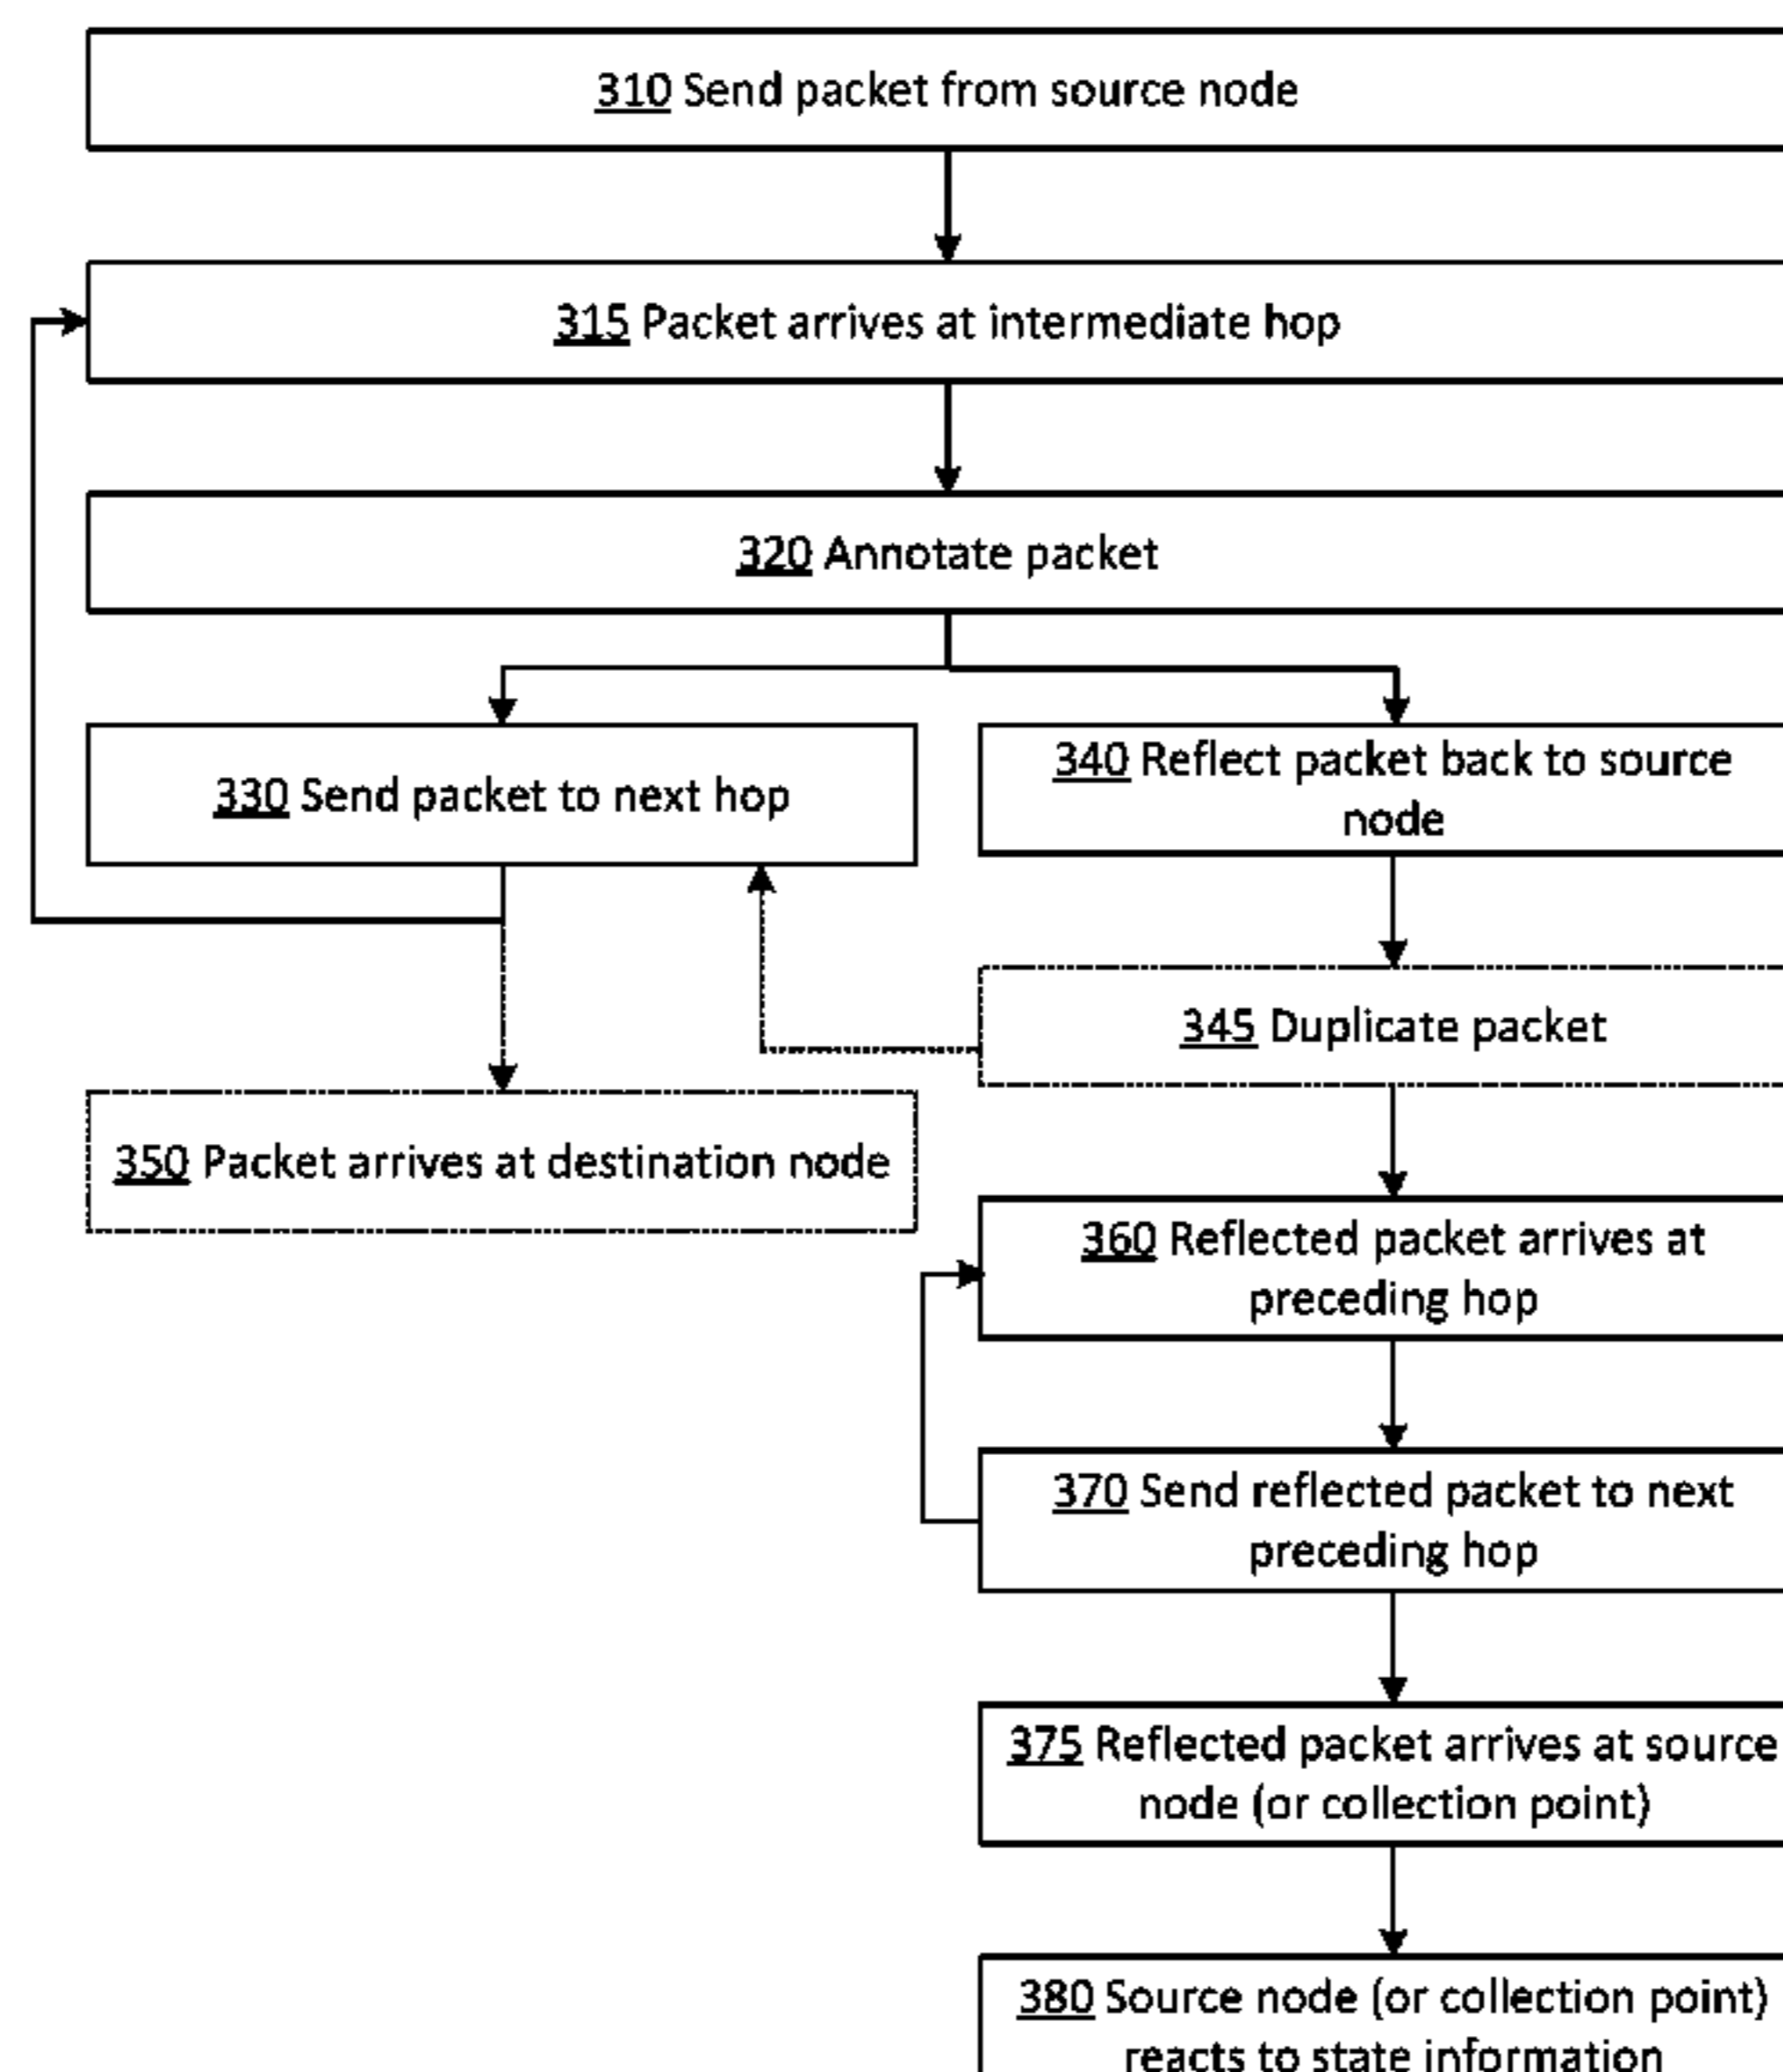 310 Send packet from source node
315 Packet arrives at intermediate hop
320 Annotate packet
330 Send packet to next hop
340 Reflect packet back to source
node
345 Duplicate packet
350 Packet arrives at destination node
360 Reflected packet arrives at
preceding hop
370 Send reflected packet to next
preceding hop
375 Reflected packet arrives at source
node (or collection point)
380 Source node (or collection point)
reacts to state information